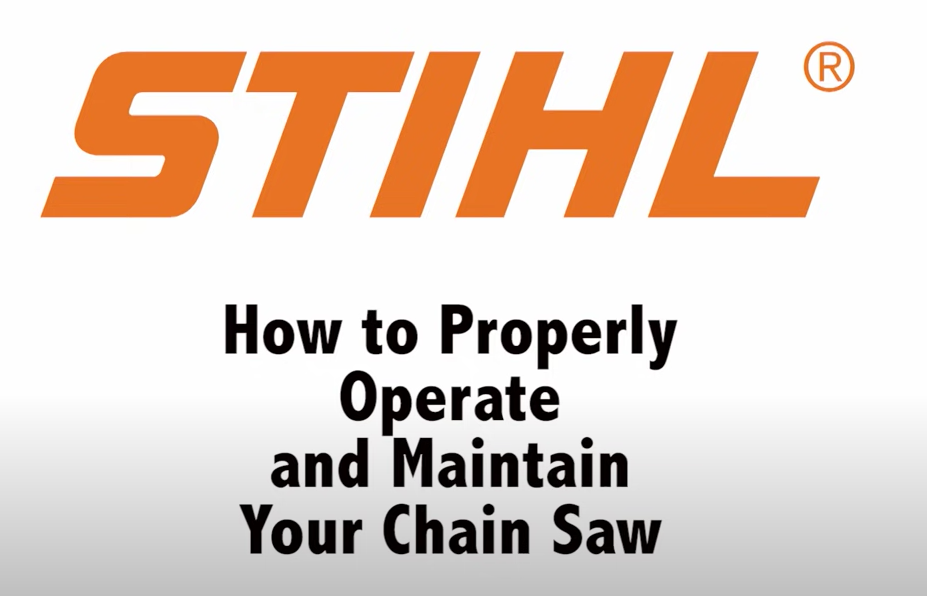 STIHL®
How to Properly
Operate
and Maintain
Your Chain Saw